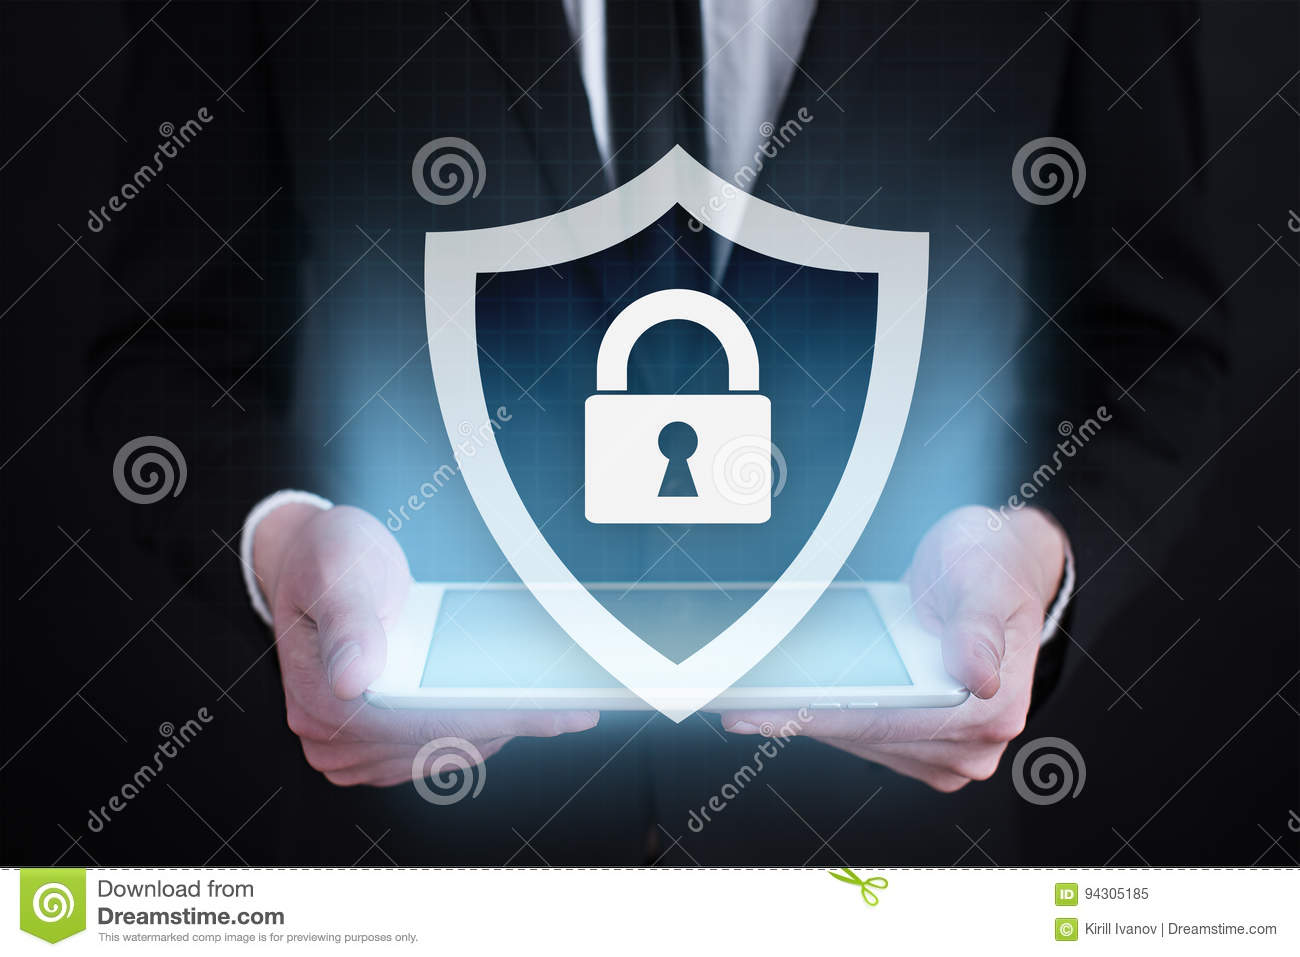 dreamstime
dreamstime
dreamstime
dreamstime
dreamstime
dreamstime
Download from
Dreamstime.com
This watermarked comp image is for previewing purposes only.
ID 94305185
© Kirill Ivanov | Dreamstime.com